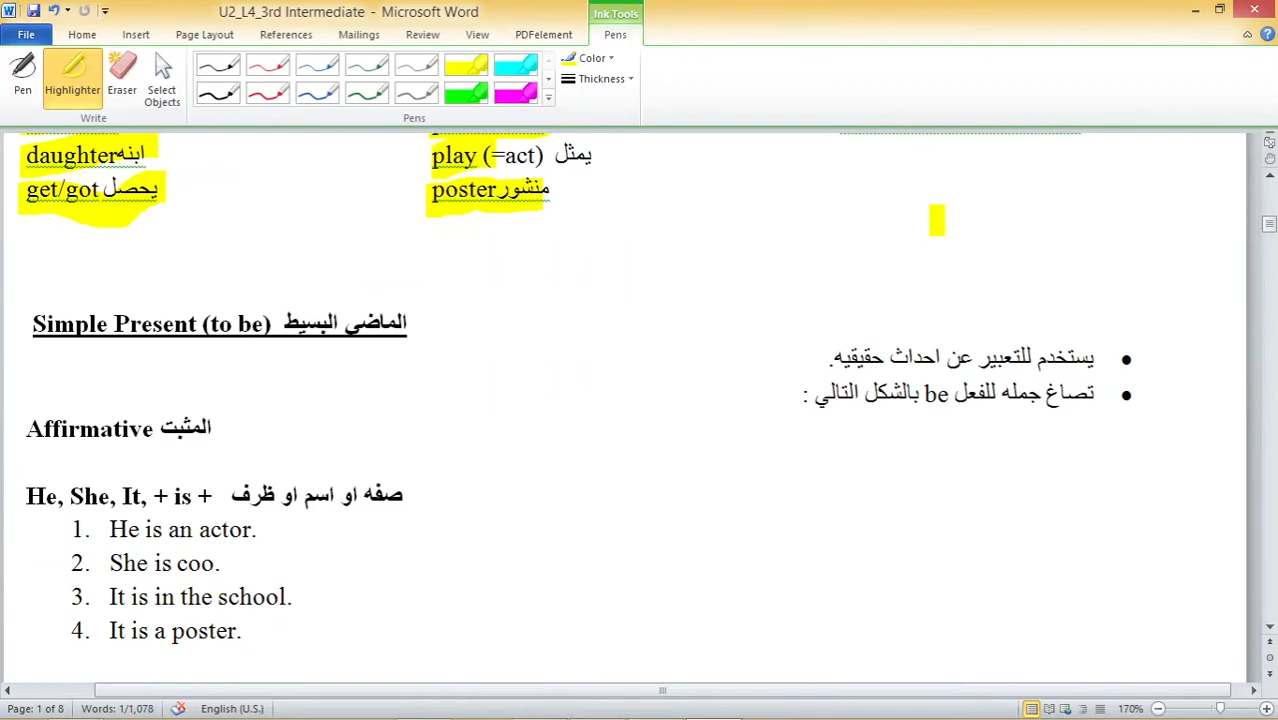 U2_L4_3rd Intermediate - Microsoft Word
Ink Tools
File Home Insert Page Layout References Mailings Review View PDFelement Pens
Pen Highlighter Eraser Select Objects
Color
Thickness
Write Pens
daughter ابنه play (=act) يمثل
get/got يحصل poster منشور
Simple Present (to be) الماضي البسيط
يستخدم للتعبير عن احداث حقيقيه.
تصاغ جمله للفعل be بالشكل التالي :
Affirmative المثبت
He, She, It, + is + صفه او اسم او ظرف
1. He is an actor.
2. She is coo.
3. It is in the school.
4. It is a poster.
Page: 1 of 8 Words: 1/1,078 English (U.S.) 170%